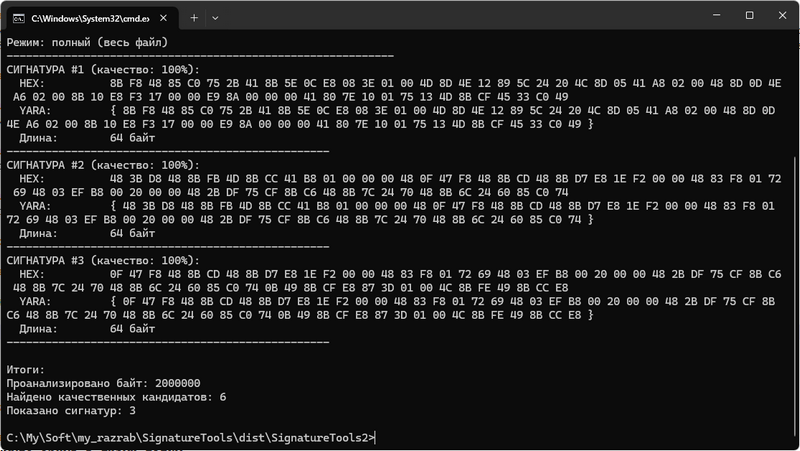 C:\Windows\System32\cmd.ex
Режим: полный (весь файл)
СИГНАТУРА #1 (качество: 100%):
HEX: 8B F8 48 85 C0 75 2B 41 8B 5E 0C E8 08 3E 01 00 4D 8D 4E 12 89 5C 24 20 4C 8D 05 41 A8 02 00 48 8D 0D 4E
A6 02 00 8B 10 E8 F3 17 00 00 E9 8A 00 00 00 41 80 7E 10 01 75 13 4D 8B CF 45 33 C0 49
YARA: { 8B F8 48 85 C0 75 2B 41 8B 5E 0C E8 08 3E 01 00 4D 8D 4E 12 89 5C 24 20 4C 8D 05 41 A8 02 00 48 8D 0D
4E A6 02 00 8B 10 E8 F3 17 00 00 E9 8A 00 00 00 41 80 7E 10 01 75 13 4D 8B CF 45 33 C0 49 }
Длина: 64 байт
СИГНАТУРА #2 (качество: 100%):
HEX: 48 3B D8 48 8B FB 4D 8B CC 41 B8 01 00 00 00 48 0F 47 F8 48 8B CD 48 8B D7 E8 1E F2 00 00 48 83 F8 01 72
69 48 03 EF B8 00 20 00 00 48 2B DF 75 CF 8B C6 48 8B 7C 24 70 48 8B 6C 24 60 85 C0 74
YARA: { 48 3B D8 48 8B FB 4D 8B CC 41 B8 01 00 00 00 48 0F 47 F8 48 8B CD 48 8B D7 E8 1E F2 00 00 48 83 F8 01
72 69 48 03 EF B8 00 20 00 00 48 2B DF 75 CF 8B C6 48 8B 7C 24 70 48 8B 6C 24 60 85 C0 74 }
Длина: 64 байт
СИГНАТУРА #3 (качество: 100%):
HEX: 0F 47 F8 48 8B CD 48 8B D7 E8 1E F2 00 00 48 83 F8 01 72 69 48 03 EF B8 00 20 00 00 48 2B DF 75 CF 8B C6
48 8B 7C 24 70 48 8B 6C 24 60 85 C0 74 0B 49 8B CF E8 87 3D 01 00 4C 8B FE 49 8B CC E8
YARA: { 0F 47 F8 48 8B CD 48 8B D7 E8 1E F2 00 00 48 83 F8 01 72 69 48 03 EF B8 00 20 00 00 48 2B DF 75 CF 8B
C6 48 8B 7C 24 70 48 8B 6C 24 60 85 C0 74 0B 49 8B CF E8 87 3D 01 00 4C 8B FE 49 8B CC E8 }
Длина: 64 байт
Итоги:
Проанализировано байт: 2000000
Найдено качественных кандидатов: 6
Показано сигнатур: 3
C:\My\Soft\my_razrab\SignatureTools\dist\SignatureTools2>